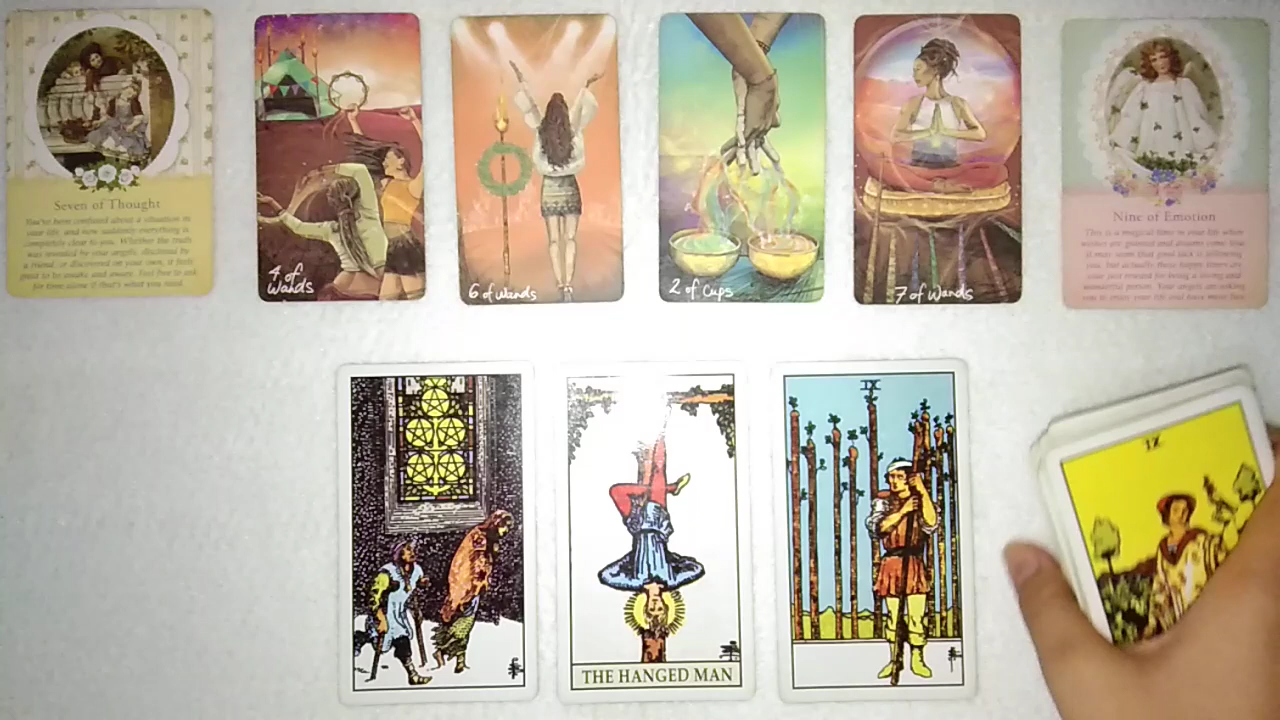 Seven of Thought
You've been confused about a situation in
your life, and now suddenly everything is
completely clear to you. Whether the truth
was revealed by your angels, disclosed by
a friend, or discovered on your own, it feels
good to be awake and aware. Feel free to ask
for time alone if that's what you need.
4 of
Wands
6 of Wands
2 of Cups
7 of Wands
Nine of Emotion
This is a magical time in your life when
wishes are granted and dreams come true.
It may seem that good luck is following
you, but actually these happy times are
your just reward for being a loving and
wonderful person. Your angels are asking
you to enjoy your life and have more fun
THE HANGED MAN
IX
IX